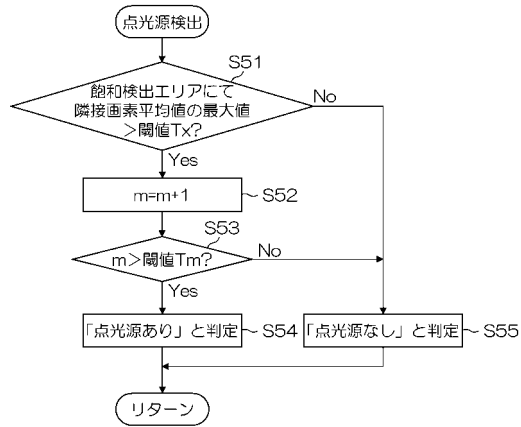 点光源検出
S51
飽和検出エリアにて
隣接画素平均値の最大値
>閾値Tx?
No
Yes
m=m+1
S52
S53
m>閾値Tm?
No
Yes
「点光源あり」と判定
S54
「点光源なし」と判定
S55
リターン